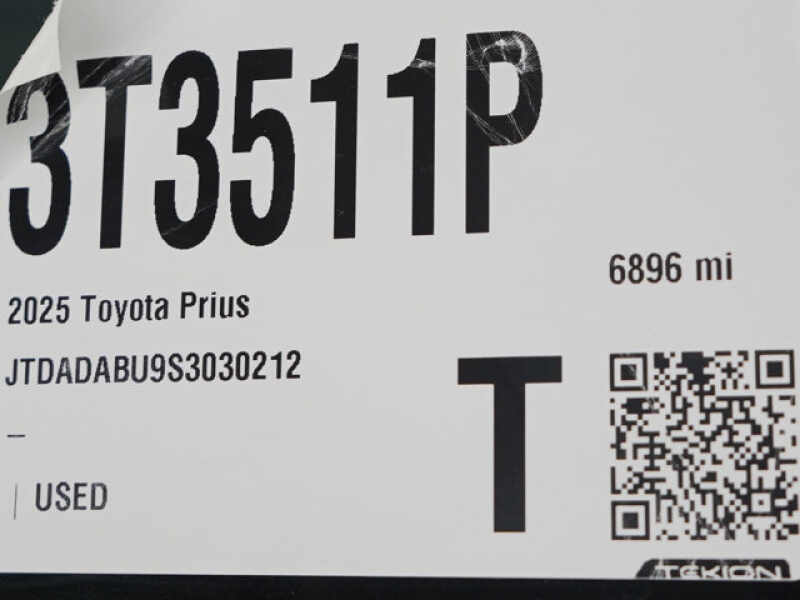 3T3511P
6896 mi
2025 Toyota Prius
JTDADABU9S3030212
–
| USED
T
TEKION